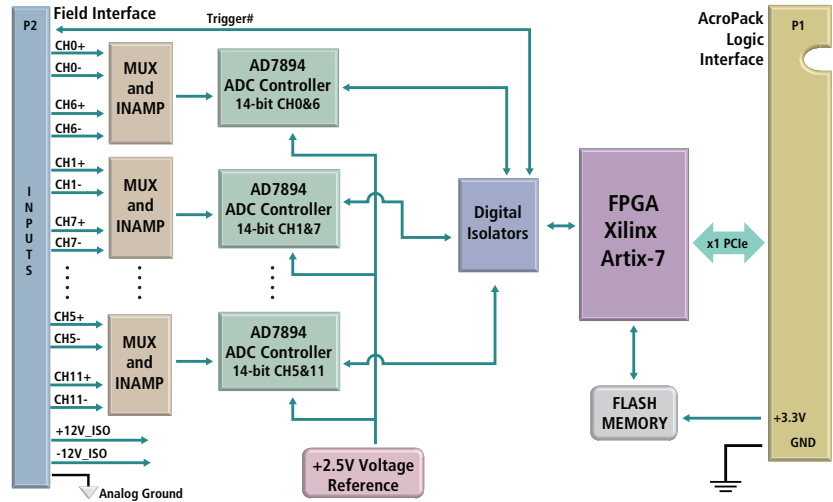 P2
Field Interface
Trigger#
AcroPack
Logic
Interface
P1
CH0+
CH0-
CH6+
CH6-
MUX
and
INAMP
AD7894
ADC Controller
14-bit CH0&6
CH1+
CH1-
CH7+
CH7-
MUX
and
INAMP
AD7894
ADC Controller
14-bit CH1&7
I
N
P
U
T
S
Digital
Isolators
FPGA
Xilinx
Artix-7
x1 PCIe
CH5+
CH5-
CH11+
CH11-
MUX
and
INAMP
AD7894
ADC Controller
14-bit CH5&11
FLASH
MEMORY
+3.3V
GND
+12V_ISO
-12V_ISO
Analog Ground
+2.5V Voltage
Reference